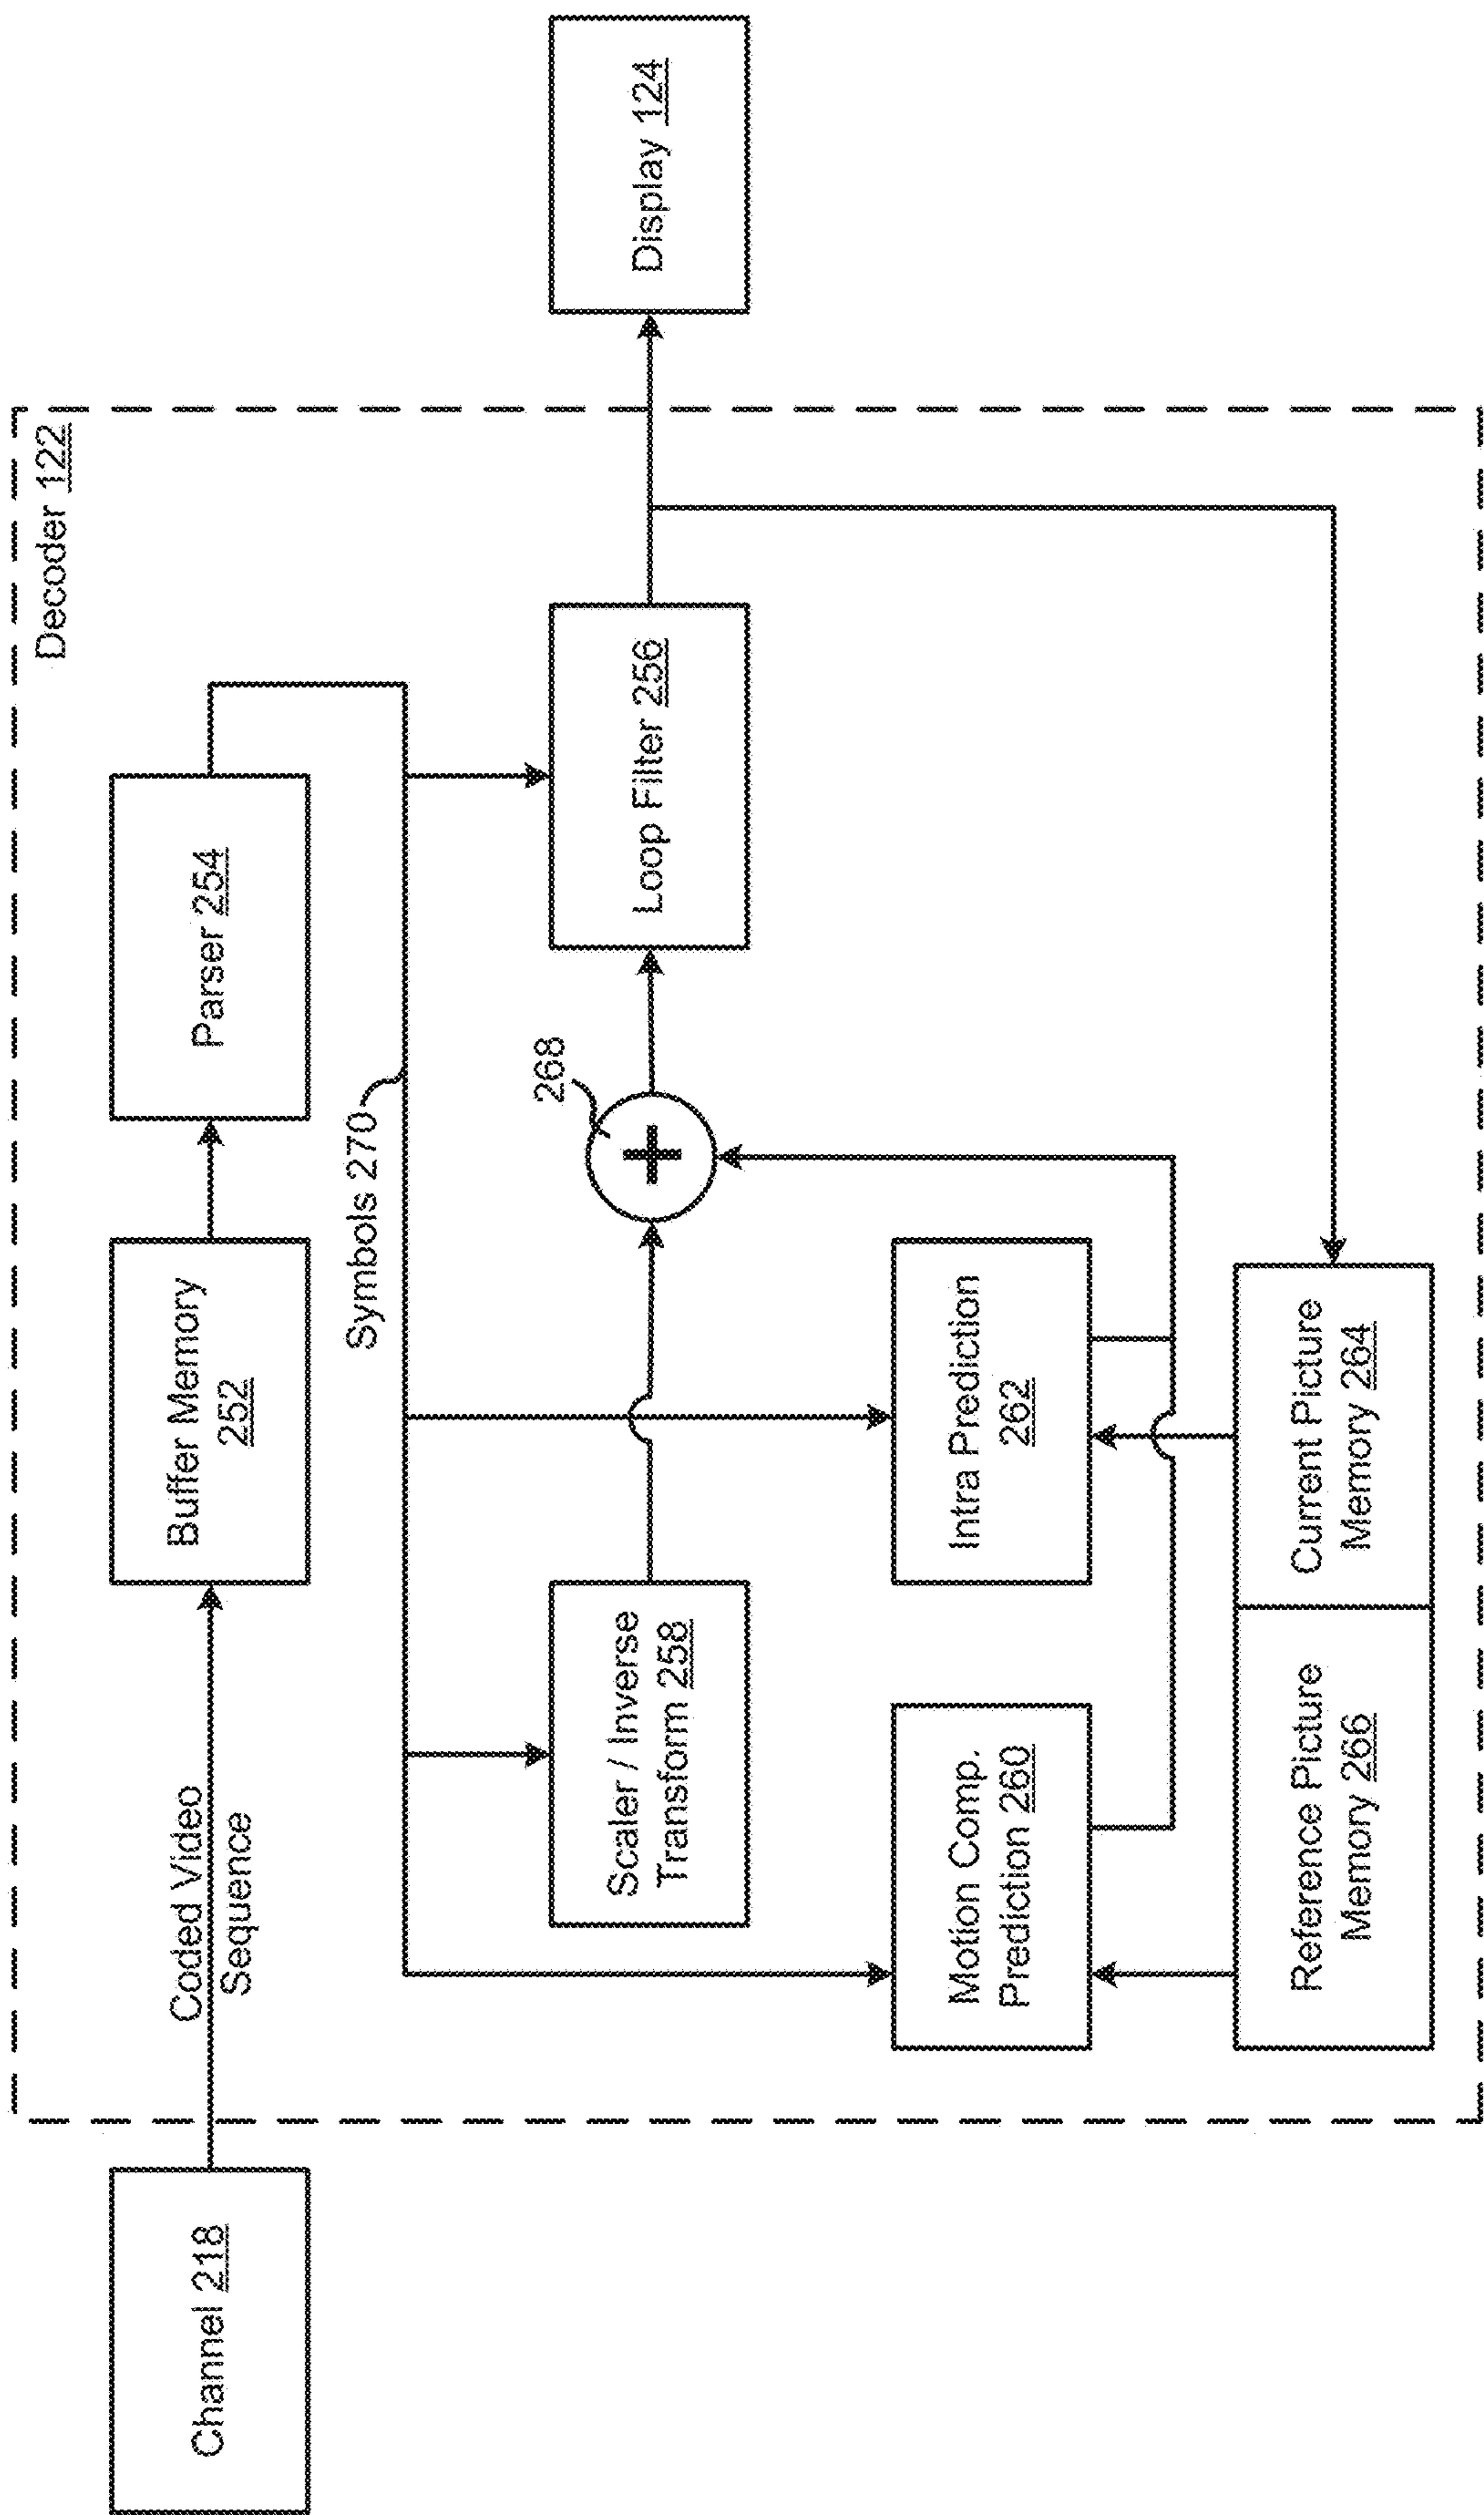 Decoder 122
Channel 218
Coded Video
Sequence
Buffer Memory
252
Parser 254
Symbols 270
268
+
Scaler / Inverse
Transform 258
Loop Filter 256
Display 124
Motion Comp.
Prediction 260
Intra Prediction
262
Reference Picture
Memory 266
Current Picture
Memory 264